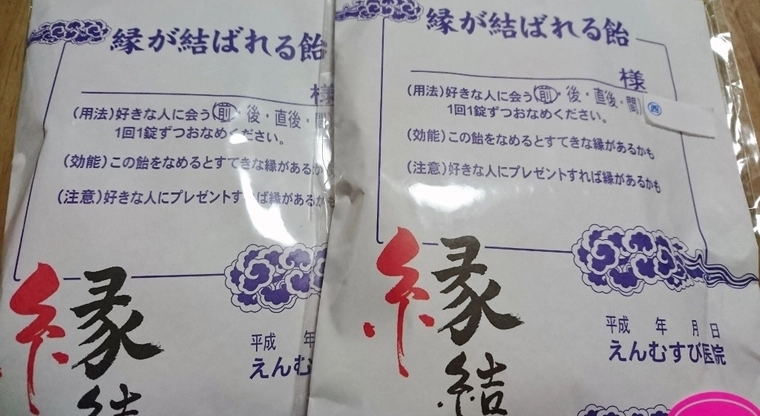 縁が結ばれる飴
様
(用法)好きな人に会う前・後・直後・
1回1錠ずつおなめください。
(効能)この飴をなめるとすてきな縁があるかも
(注意)好きな人にプレゼントすれば縁があるかも
縁
結
平成 年
えんむす
縁が結ばれる飴
様
(用法)好きな人に会う前・後・直後・間
1回1錠ずつおなめください。
(効能)この飴をなめるとすてきな縁があるかも
(注意)好きな人にプレゼントすれば縁があるかも
縁
結
平成 年 月 日
えんむすび医院